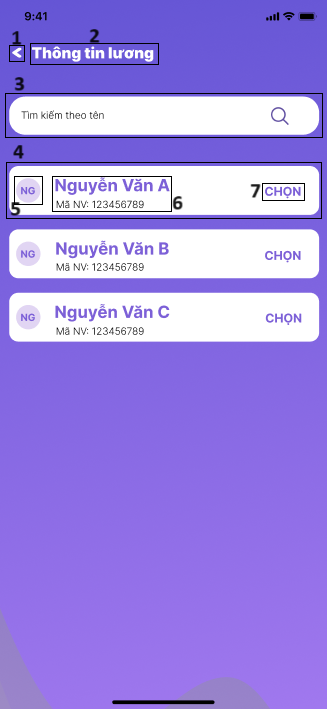 9:41
1
2
< Thông tin lương
3
Tìm kiếm theo tên
4
NG
Nguyễn Văn A
7
CHỌN
5
Mã NV: 123456789
6
NG
Nguyễn Văn B
CHỌN
Mã NV: 123456789
NG
Nguyễn Văn C
CHỌN
Mã NV: 123456789